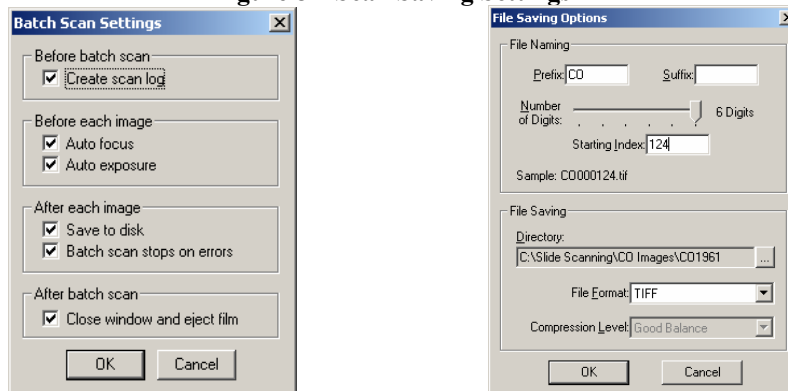 Batch Scan Settings
Before batch scan
Create scan log
Before each image
Auto focus
Auto exposure
After each image
Save to disk
Batch scan stops on errors
After batch scan
Close window and eject film
OK Cancel
File Saving Options
File Naming
Prefix: CO Suffix:
Number
of Digits: 6 Digits
Starting Index: 124
Sample: CO000124.tif
File Saving
Directory:
C:\Slide Scanning\CO Images\CO1961 ...
File Format: TIFF
Compression Level: Good Balance
OK Cancel